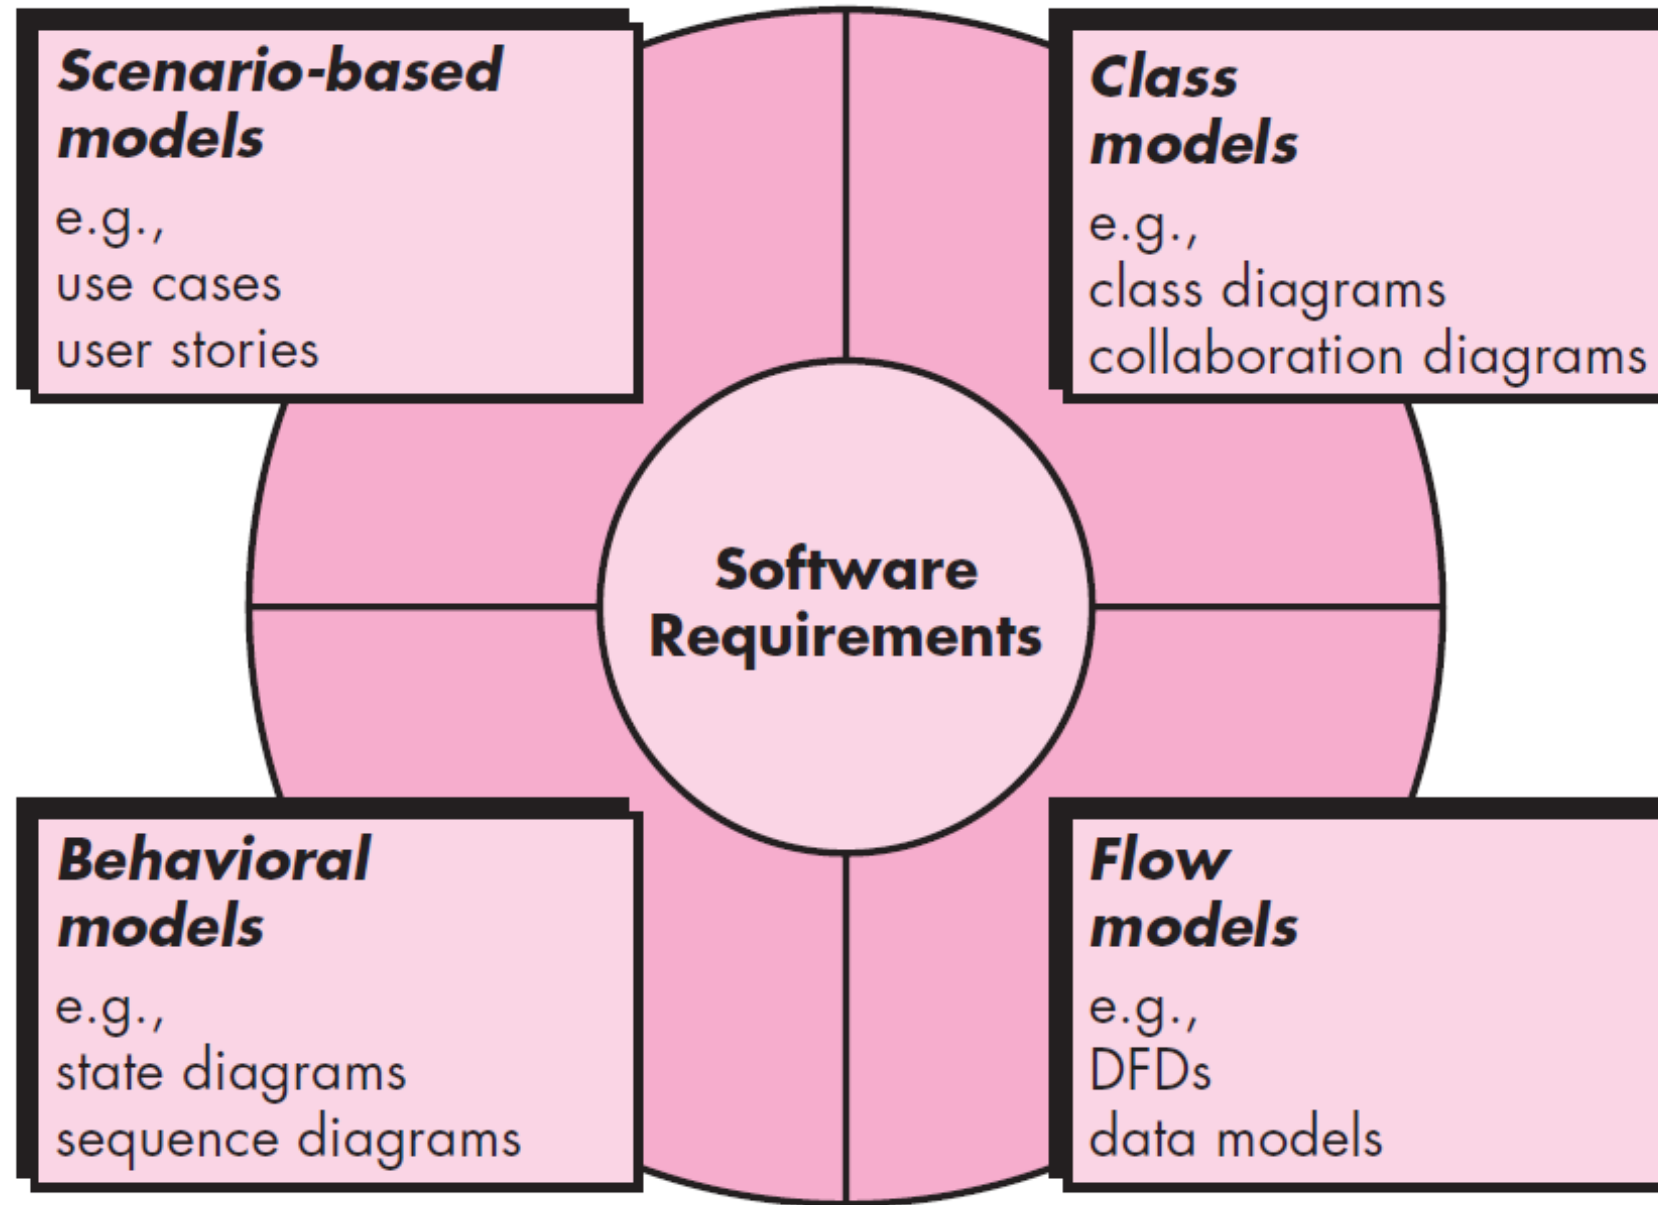 Scenario-based
models
e.g.,
use cases
user stories
Class
models
e.g.,
class diagrams
collaboration diagrams
Software
Requirements
Behavioral
models
e.g.,
state diagrams
sequence diagrams
Flow
models
e.g.,
DFDs
data models